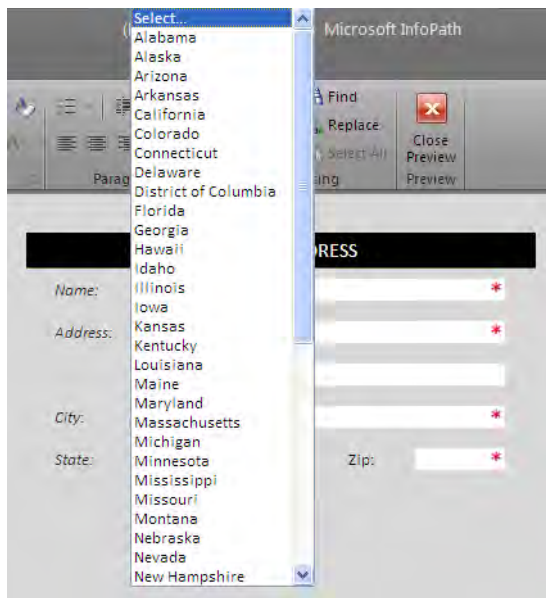 Microsoft InfoPath
Find
Replace
Select All
Close
Preview
Parag
ing
Preview
RESS
Select...
Alabama
Alaska
Arizona
Arkansas
California
Colorado
Connecticut
Delaware
District of Columbia
Florida
Georgia
Hawaii
Idaho
Illinois
Iowa
Kansas
Kentucky
Louisiana
Maine
Maryland
Massachusetts
Michigan
Minnesota
Mississippi
Missouri
Montana
Nebraska
Nevada
New Hampshire
Name: *
Address: *
City: *
State: Zip: *